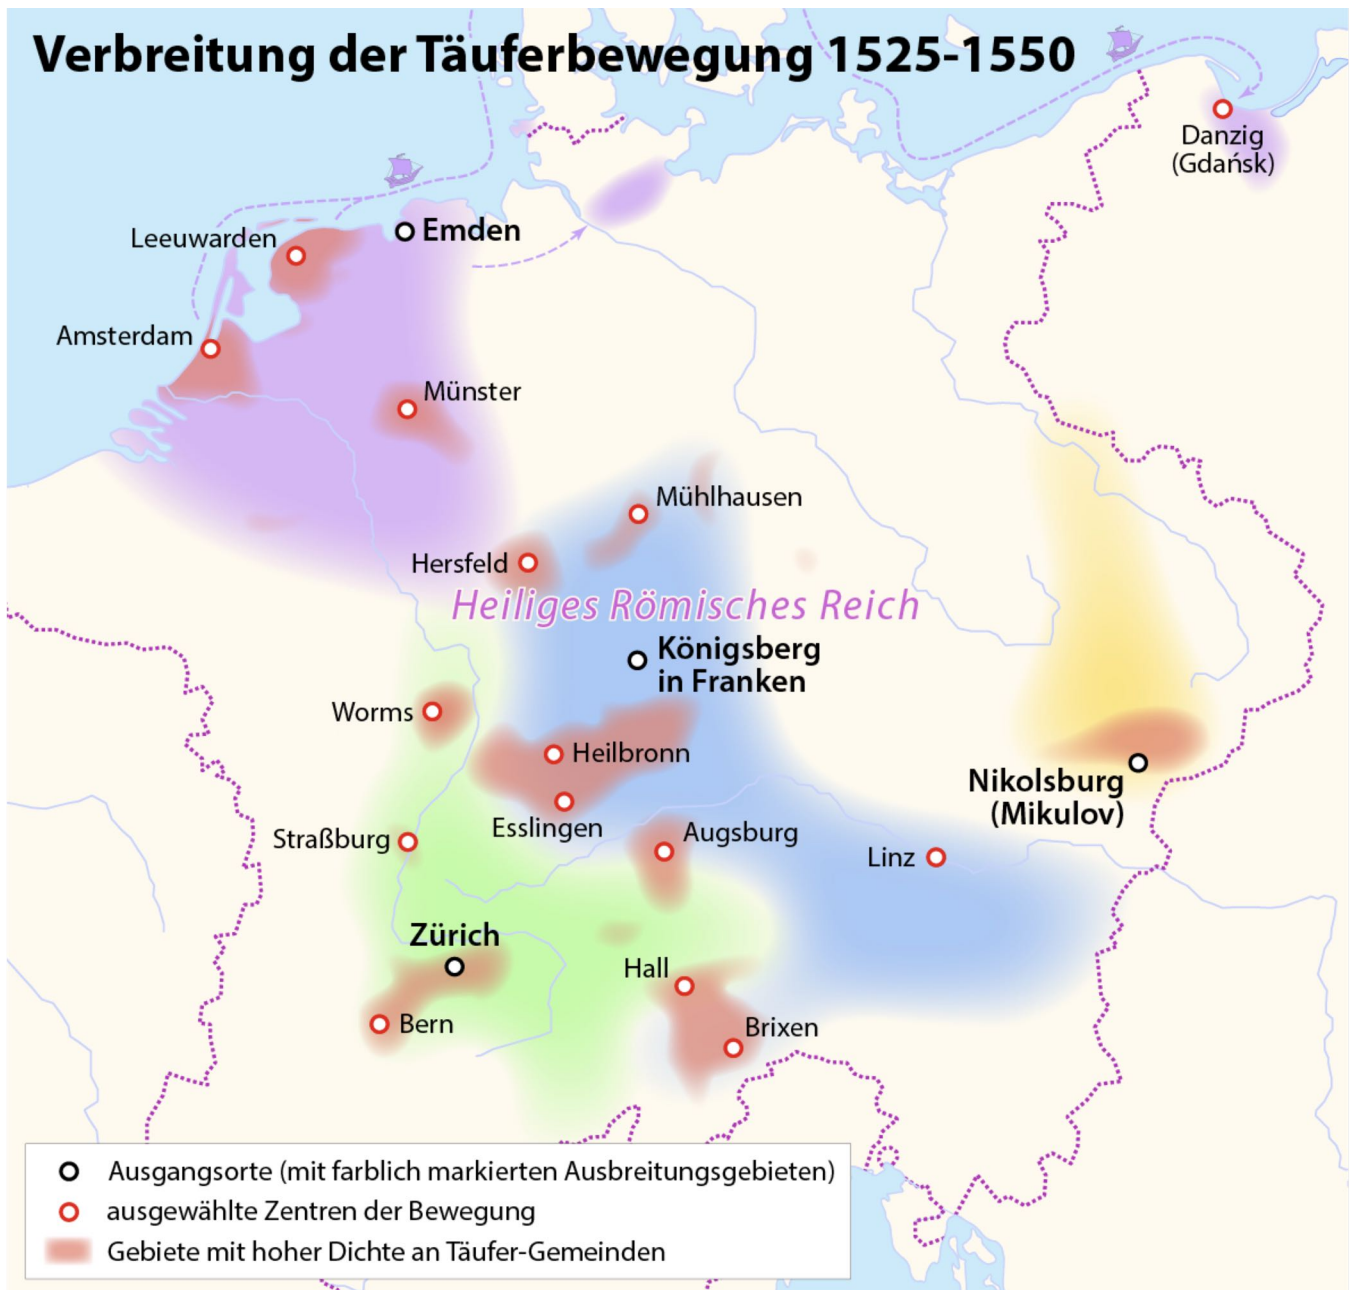 Verbreitung der Täuferbewegung 1525-1550
Danzig
(Gdańsk)
Leeuwarden
Emden
Amsterdam
Münster
Mühlhausen
Hersfeld
Heiliges Römisches Reich
Königsberg
in Franken
Worms
Heilbronn
Nikolsburg
(Mikulov)
Esslingen
Straßburg
Augsburg
Linz
Zürich
Hall
Bern
Brixen
Ausgangsorte (mit farblich markierten Ausbreitungsgebieten)
ausgewählte Zentren der Bewegung
Gebiete mit hoher Dichte an Täufer-Gemeinden